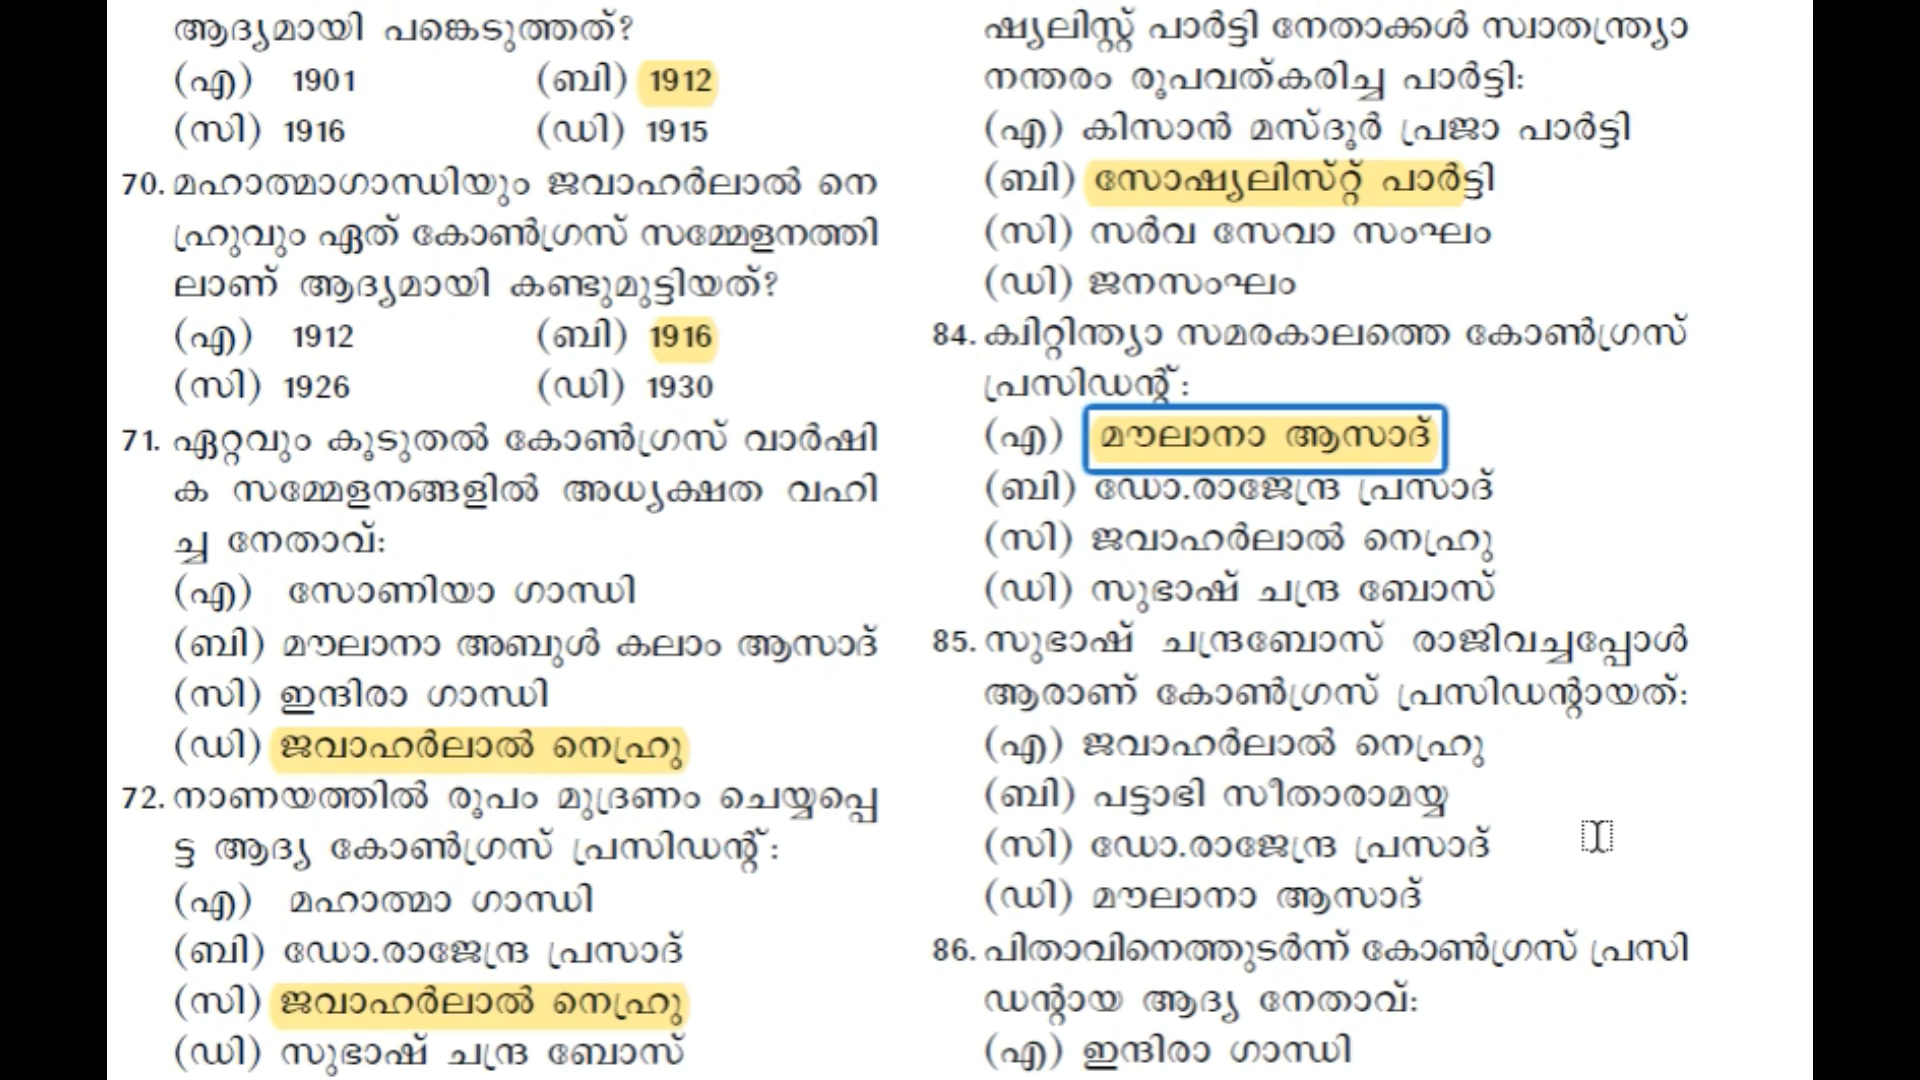 ആദ്യമായി പങ്കെടുത്തത്?
(എ) 1901 (ബി) 1912
(സി) 1916 (ഡി) 1915
70. മഹാത്മാഗാന്ധിയും ജവാഹർലാൽ നെ
ഹ്രുവും ഏത് കോൺഗ്രസ് സമ്മേളനത്തി
ലാണ് ആദ്യമായി കണ്ടുമുട്ടിയത്?
(എ) 1912 (ബി) 1916
(സി) 1926 (ഡി) 1930
71. ഏറ്റവും കൂടുതൽ കോൺഗ്രസ് വാർഷി
ക സമ്മേളനങ്ങളിൽ അധ്യക്ഷത വഹി
ച്ച നേതാവ്:
(എ) സോണിയാ ഗാന്ധി
(ബി) മൗലാനാ അബുൾ കലാം ആസാദ്
(സി) ഇന്ദിരാ ഗാന്ധി
(ഡി) ജവാഹർലാൽ നെഹ്രു
72. നാണയത്തിൽ രൂപം മുദ്രണം ചെയ്യപ്പെ
ട്ട ആദ്യ കോൺഗ്രസ് പ്രസിഡന്റ്:
(എ) മഹാത്മാ ഗാന്ധി
(ബി) ഡോ.രാജേന്ദ്ര പ്രസാദ്
(സി) ജവാഹർലാൽ നെഹ്രു
(ഡി) സുഭാഷ് ചന്ദ്ര ബോസ്
ഷ്യലിസ്റ്റ് പാർട്ടി നേതാക്കൾ സ്വാതന്ത്ര്യാ
നന്തരം രൂപവത്കരിച്ച പാർട്ടി:
(എ) കിസാൻ മസ്ദൂർ പ്രജാ പാർട്ടി
(ബി) സോഷ്യലിസ്റ്റ് പാർട്ടി
(സി) സർവ സേവാ സംഘം
(ഡി) ജനസംഘം
84. ക്വിറ്റിന്ത്യാ സമരകാലത്തെ കോൺഗ്രസ്
പ്രസിഡന്റ്:
(എ) മൗലാനാ ആസാദ്
(ബി) ഡോ.രാജേന്ദ്ര പ്രസാദ്
(സി) ജവാഹർലാൽ നെഹ്രു
(ഡി) സുഭാഷ് ചന്ദ്ര ബോസ്
85. സുഭാഷ് ചന്ദ്രബോസ് രാജിവച്ചപ്പോൾ
ആരാണ് കോൺഗ്രസ് പ്രസിഡന്റായത്:
(എ) ജവാഹർലാൽ നെഹ്രു
(ബി) പട്ടാഭി സീതാരാമയ്യ
(സി) ഡോ.രാജേന്ദ്ര പ്രസാദ്
(ഡി) മൗലാനാ ആസാദ്
86. പിതാവിനെത്തുടർന്ന് കോൺഗ്രസ് പ്രസി
ഡന്റായ ആദ്യ നേതാവ്:
(എ) ഇന്ദിരാ ഗാന്ധി